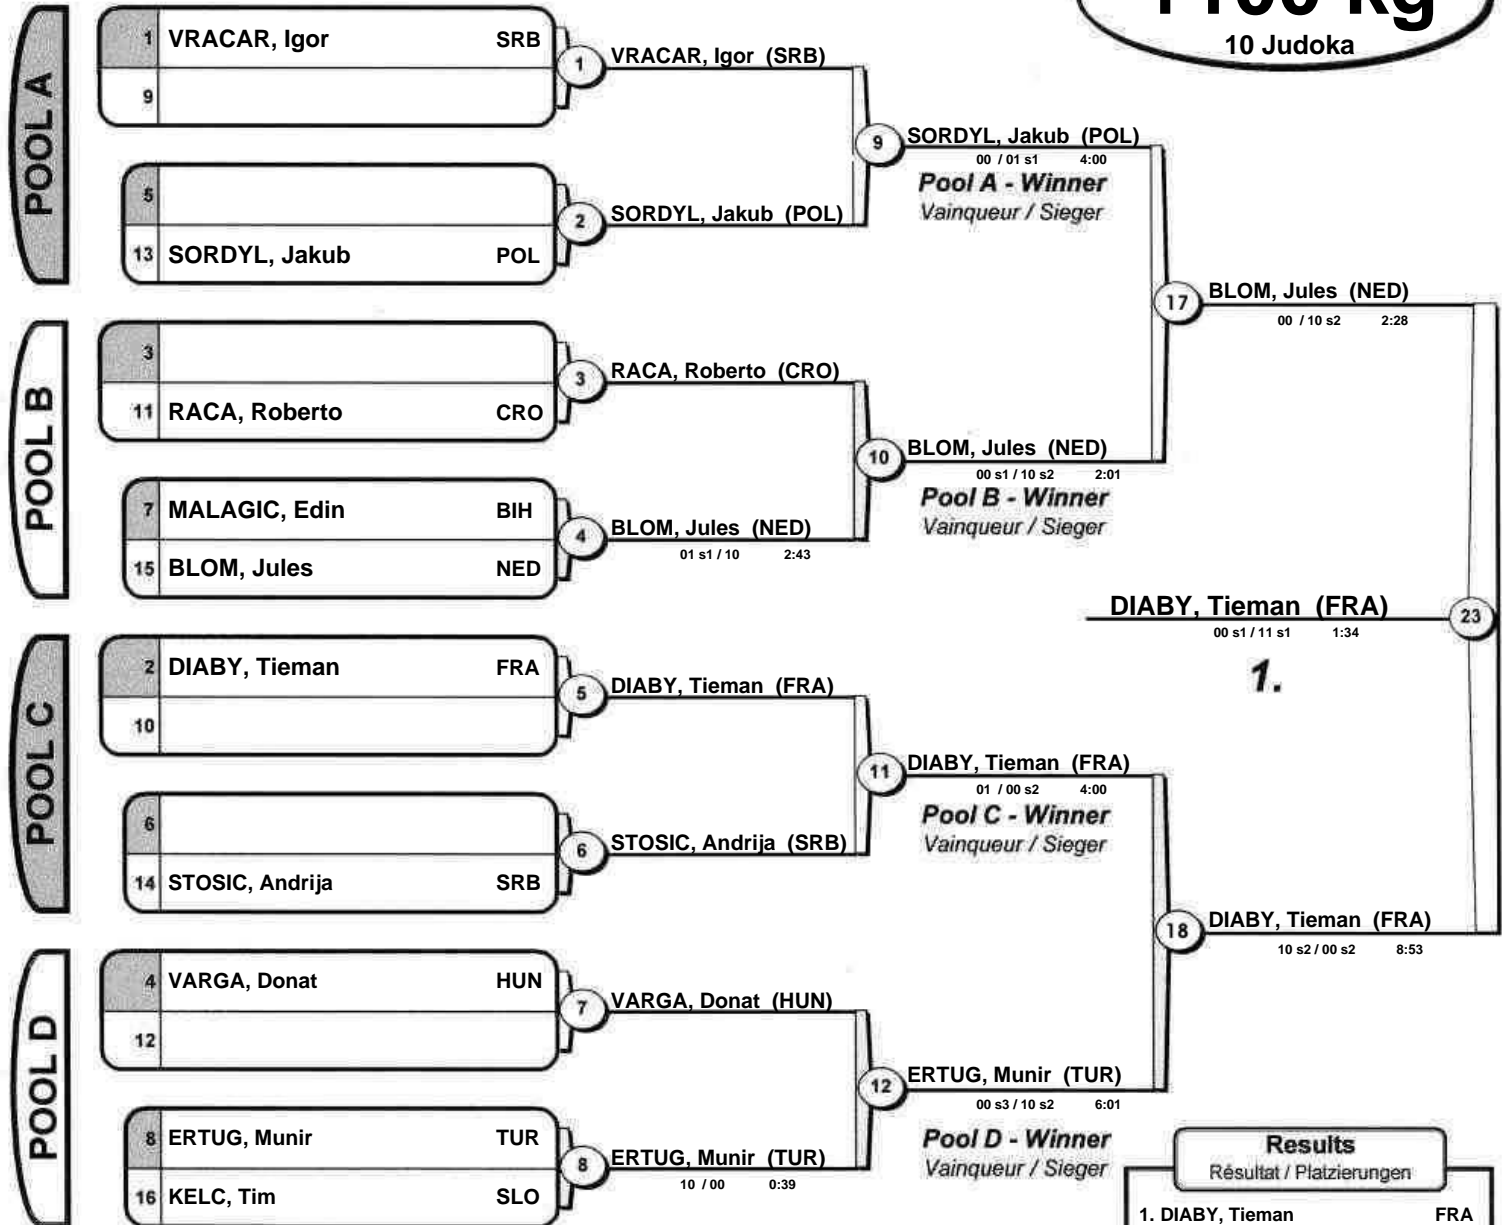 10 Judoka
POOL A
1 VRACAR, Igor SRB
9
1
VRACAR, Igor (SRB)
5
13 SORDYL, Jakub POL
2
SORDYL, Jakub (POL)
9
SORDYL, Jakub (POL)
00 / 01 s1 4:00
Pool A - Winner
Vainqueur / Sieger
POOL B
3
11 RACA, Roberto CRO
3
RACA, Roberto (CRO)
7 MALAGIC, Edin BIH
15 BLOM, Jules NED
4
BLOM, Jules (NED)
01 s1 / 10 2:43
10
BLOM, Jules (NED)
00 s1 / 10 s2 2:01
Pool B - Winner
Vainqueur / Sieger
17
BLOM, Jules (NED)
00 / 10 s2 2:28
DIABY, Tieman (FRA)
00 s1 / 11 s1 1:34
1.
23
POOL C
2 DIABY, Tieman FRA
10
5
DIABY, Tieman (FRA)
6
14 STOSIC, Andrija SRB
6
STOSIC, Andrija (SRB)
11
DIABY, Tieman (FRA)
01 / 00 s2 4:00
Pool C - Winner
Vainqueur / Sieger
18
DIABY, Tieman (FRA)
10 s2 / 00 s2 8:53
POOL D
4 VARGA, Donat HUN
12
7
VARGA, Donat (HUN)
8 ERTUG, Munir TUR
16 KELC, Tim SLO
8
ERTUG, Munir (TUR)
10 / 00 0:39
12
ERTUG, Munir (TUR)
00 s3 / 10 s2 6:01
Pool D - Winner
Vainqueur / Sieger
Results
Résultat / Platzierungen
1. DIABY, Tieman FRA